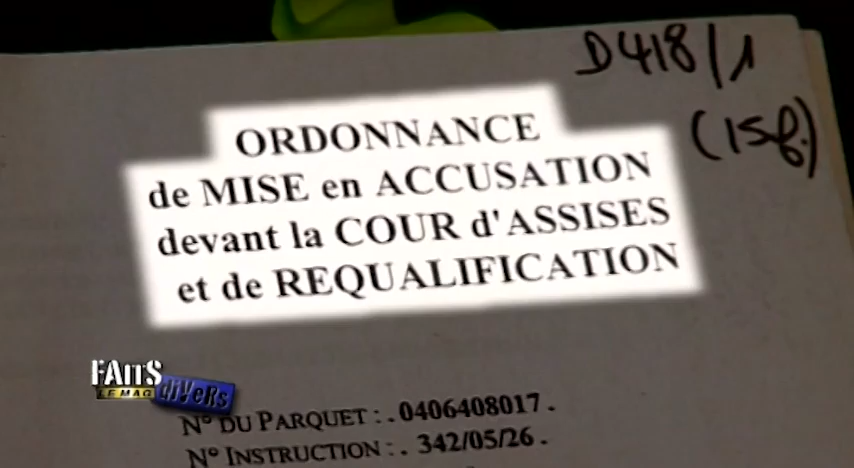 D418/1
(15f.)
ORDONNANCE
de MISE en ACCUSATION
devant la COUR d'ASSISES
et de REQUALIFICATION
FAITS
LE MAG
diVeRs
N° DU PARQUET : . 0406408017 .
N° INSTRUCTION : . 342/05/26 .